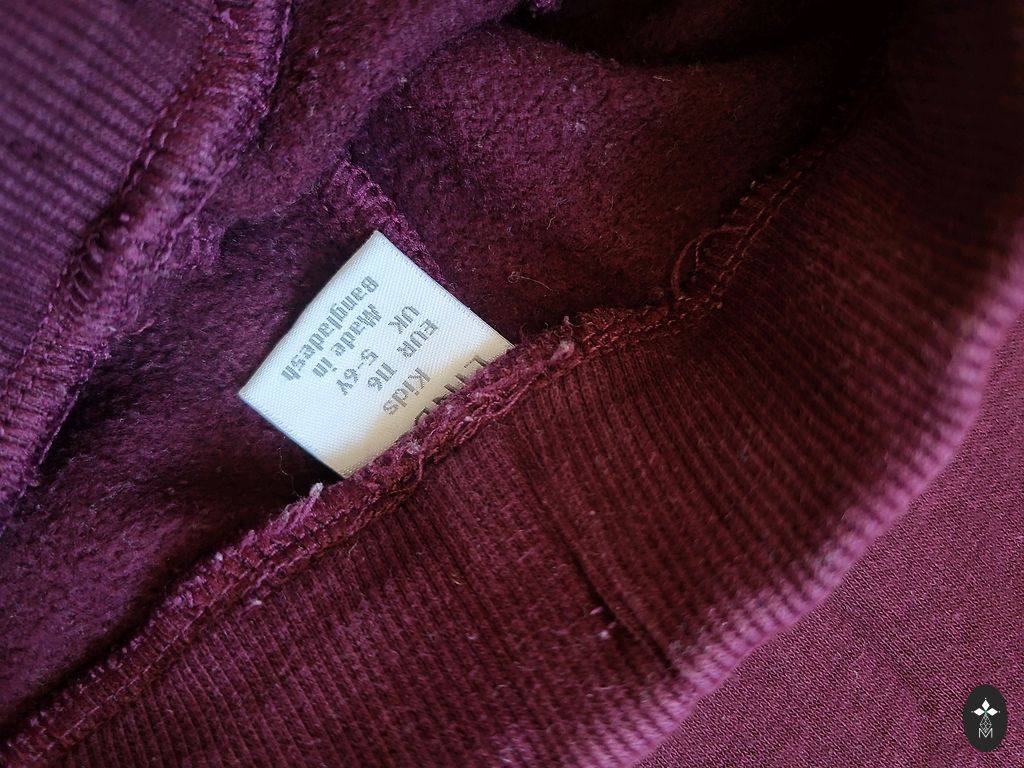 EUR 116
UK 5-6Y
Made in
Bangladesh
Kids